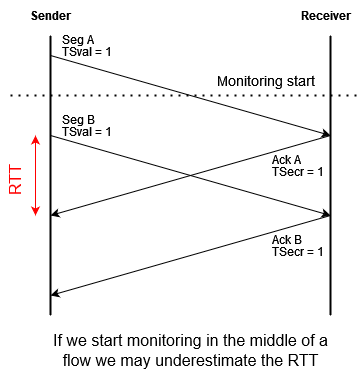 Sender
Receiver
Seg A
TSval = 1
Monitoring start
Seg B
TSval = 1
RTT
Ack A
TSecr = 1
Ack B
TSecr = 1
If we start monitoring in the middle of a
flow we may underestimate the RTT